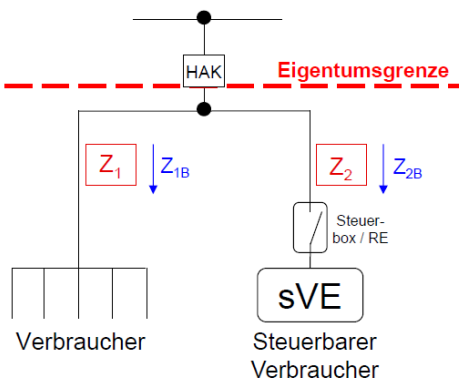 HAK
Eigentumsgrenze
Z1
Z1B
Z2
Z2B
Steuer-
box / RE
sVE
Verbraucher
Steuerbarer
Verbraucher